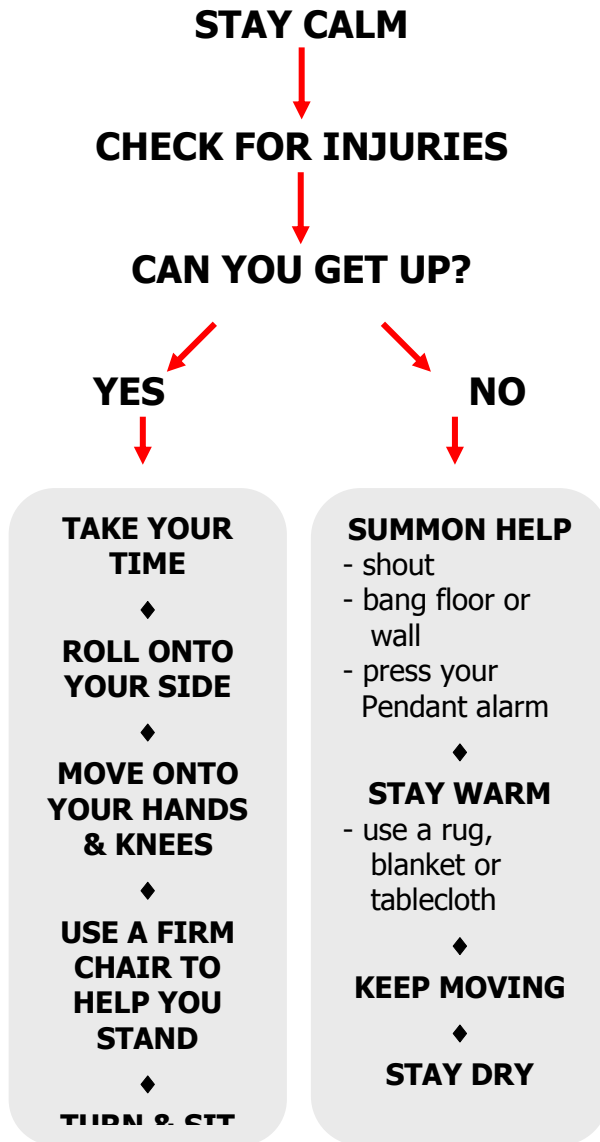 STAY CALM
CHECK FOR INJURIES
CAN YOU GET UP?
YES
NO
TAKE YOUR
TIME
ROLL ONTO
YOUR SIDE
MOVE ONTO
YOUR HANDS
& KNEES
USE A FIRM
CHAIR TO
HELP YOU
STAND
TURN & SIT
SUMMON HELP
- shout
- bang floor or
wall
- press your
Pendant alarm
STAY WARM
- use a rug,
blanket or
tablecloth
KEEP MOVING
STAY DRY